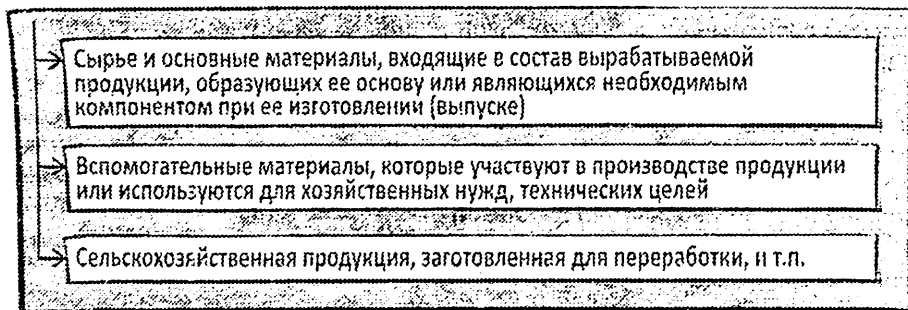 Сырье и основные материалы, входящие в состав вырабатываемой
продукции, образующих ее основу или являющихся необходимым
компонентом при ее изготовлении (выпуске)
Вспомогательные материалы, которые участвуют в производстве продукции
или используются для хозяйственных нужд, технических целей
Сельскохозяйственная продукция, заготовленная для переработки, и т.п.